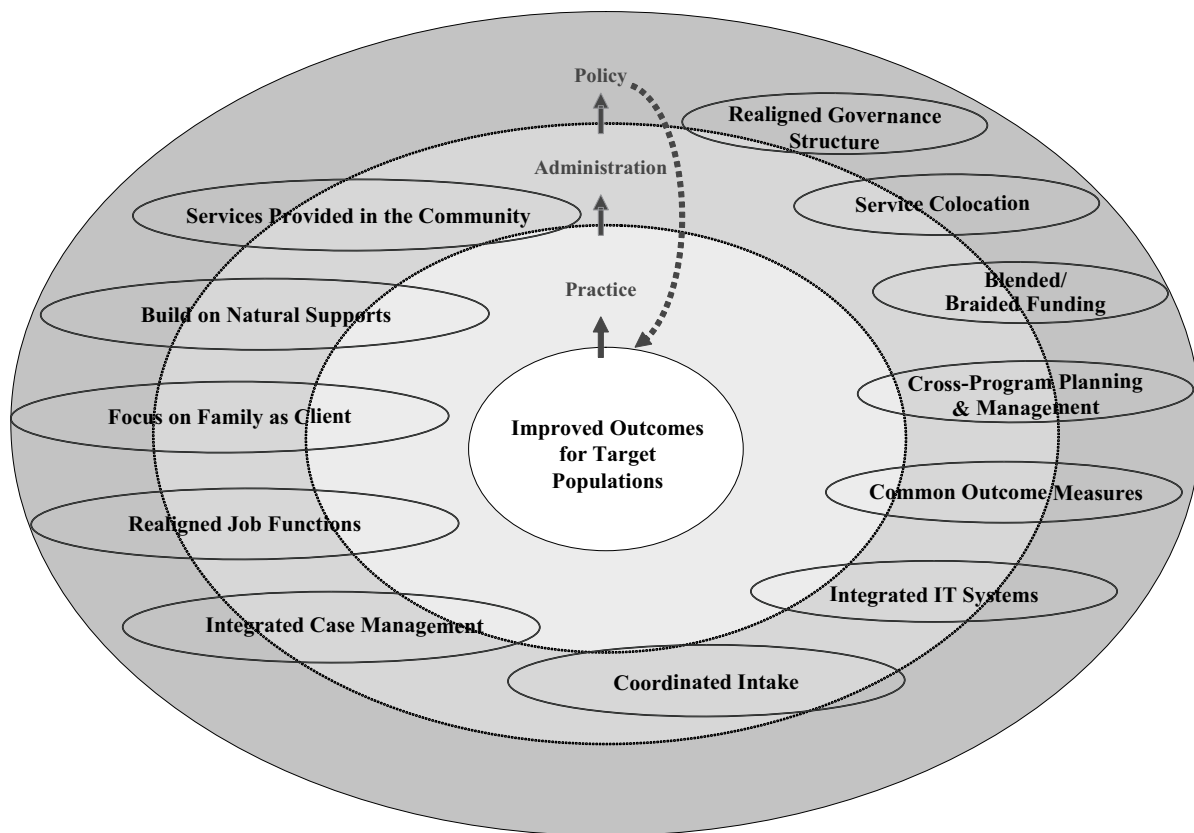 Policy
Realigned Governance
Structure
Administration
Services Provided in the Community
Service Colocation
Practice
Blended/
Braided Funding
Build on Natural Supports
Cross-Program Planning
& Management
Focus on Family as Client
Improved Outcomes
for Target
Populations
Common Outcome Measures
Realigned Job Functions
Integrated IT Systems
Integrated Case Management
Coordinated Intake